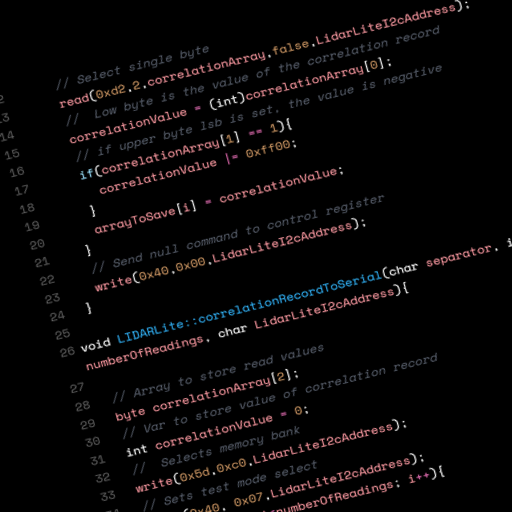 // Select single byte
2 read(0xd2,2,correlationArray,false,LidarLiteI2cAddress);
13 // Low byte is the value of the correlation record
14 correlationValue = (int)correlationArray[0];
15 // if upper byte lsb is set, the value is negative
16 if(correlationArray[1] == 1){
17 correlationValue |= 0xff00;
18 }
19 arrayToSave[i] = correlationValue;
20 }
21 // Send null command to control register
22 write(0x40,0x00,LidarLiteI2cAddress);
23 }
24
25
26 void LIDARLite::correlationRecordToSerial(char separator, i
numberOfReadings, char LidarLiteI2cAddress){
27
28 // Array to store read values
29 byte correlationArray[2];
30 // Var to store value of correlation record
31 int correlationValue = 0;
32 // Selects memory bank
33 write(0x5d,0xc0,LidarLiteI2cAddress);
// Sets test mode select
(0x40, 0x07,LidarLiteI2cAddress);
numberOfReadings; i++){